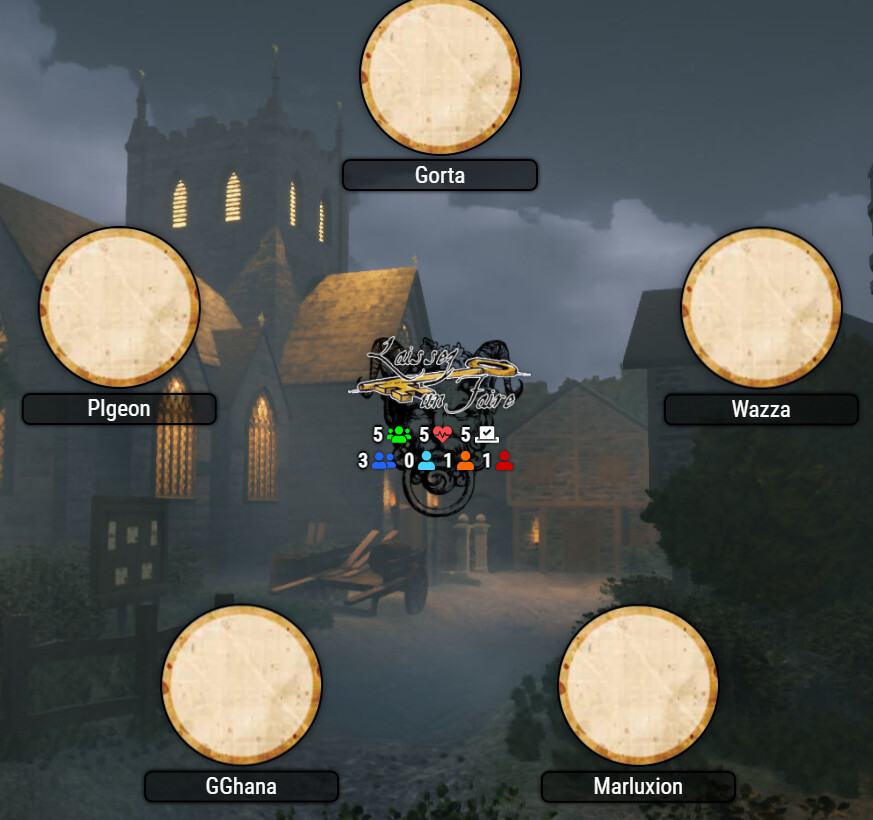 Gorta
PIgeon
Wazza
Laissez
un Faire
5 5 5
3 0 1 1
GGhana
Marluxion